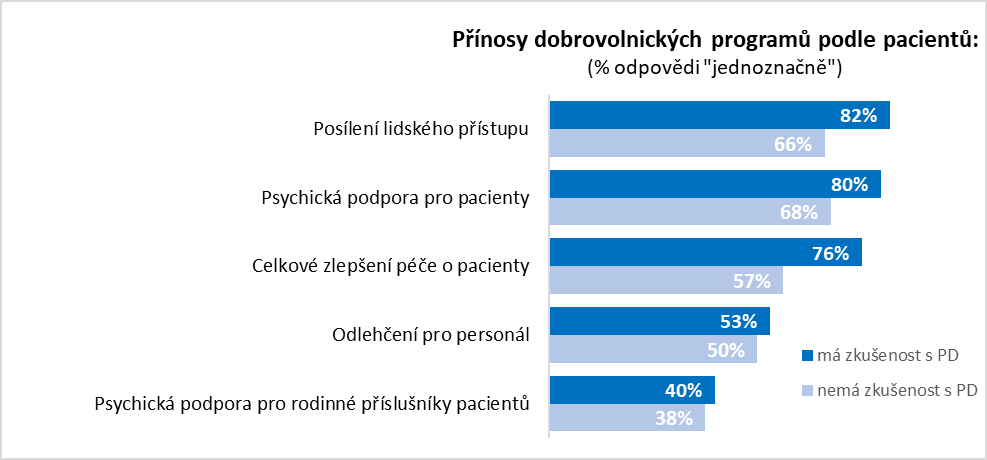 Přínosy dobrovolnických programů podle pacientů:
(% odpovědi "jednoznačně")
Posílení lidského přístupu
82%
66%
Psychická podpora pro pacienty
80%
68%
Celkové zlepšení péče o pacienty
76%
57%
Odlehčení pro personál
53%
50%
Psychická podpora pro rodinné příslušníky pacientů
40%
38%
má zkušenost s PD
nemá zkušenost s PD